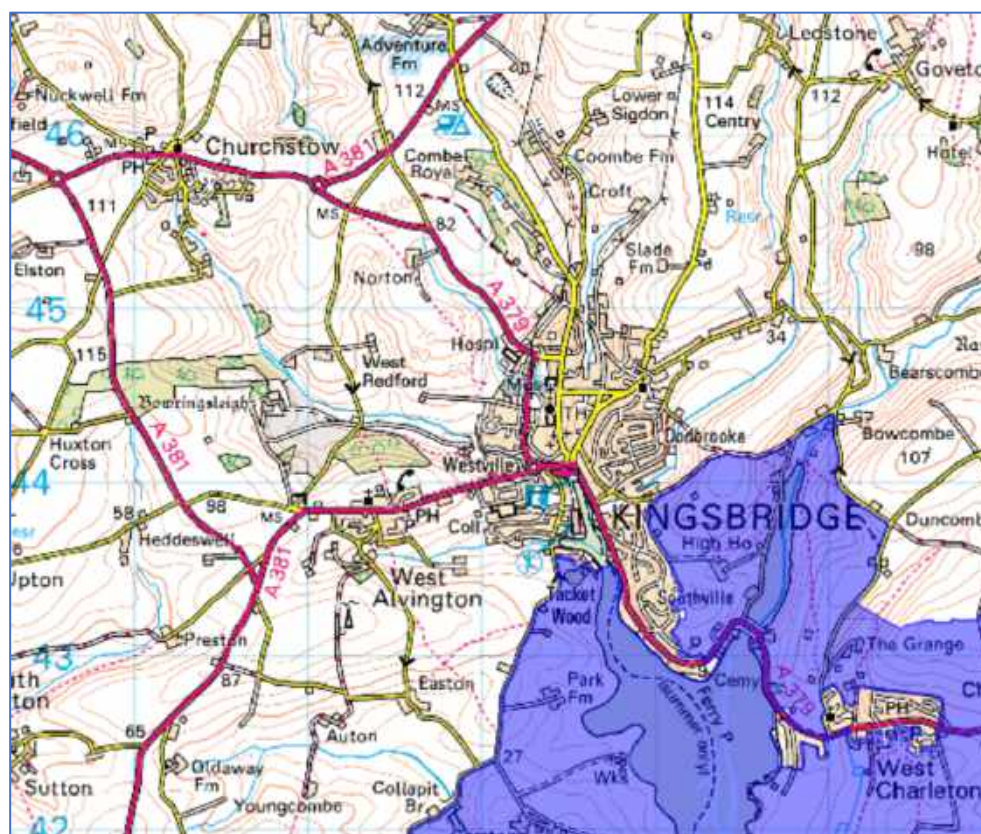 Adventure
Fm
Ledstone
112
Goveto
Nuckwell Fm
MS
Lower
Sigdon
114
Centry
112
field
46
MS
P
Churchstow
A 381
Combe
Royal
Coombe Fm
Hotel
PH
Croft
111
MS
82
Resr
Elston
Norton
Slade
Fm
98
45
A 379
34
115
Hospl
West
Redford
Mus
Bearscombe
Bowringsleigh
Huxton
Cross
A 381
Dodbrooke
Bowcombe
107
Westville
44
98
58
MS
PH
Coll
KINGSBRIDGE
High Ho
Duncomb
Heddeswell
Upton
A 381
West
Alvington
Tacket
Wood
Southville
Preston
43
The Grange
87
Easton
Park
Fm
Cemy
A 379
PH
Ferry P
(summer only)
65
Auton
27
West
Charleton
Sutton
Oldaway
Fm
Youngcombe
Collapit
Br
Wk
42